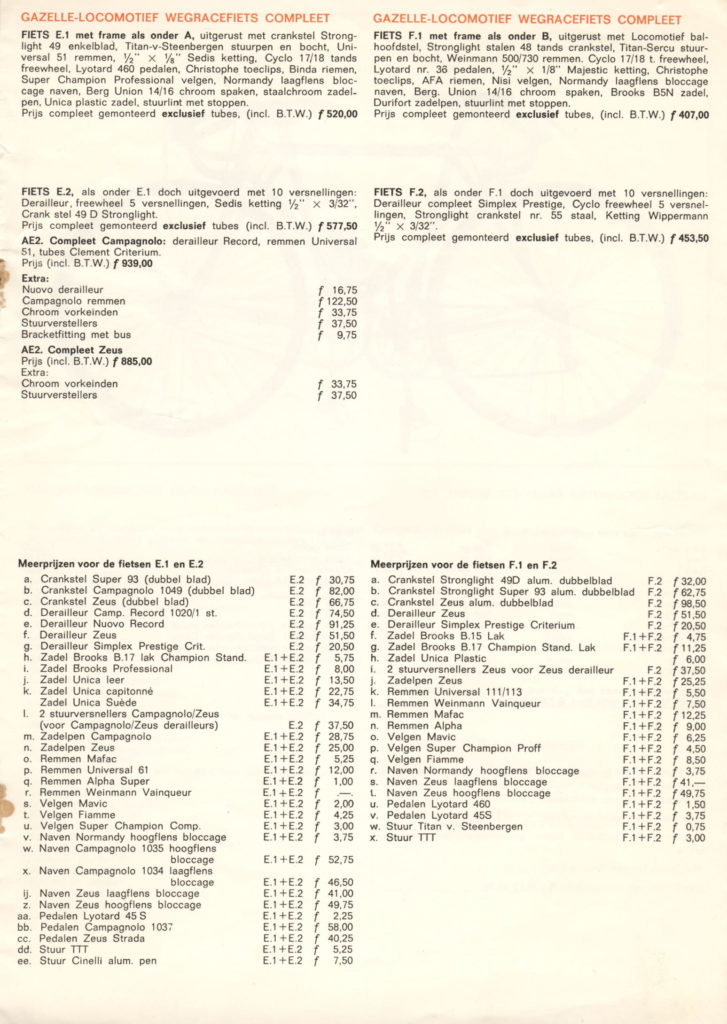 GAZELLE-LOCOMOTIEF WEGRACEFIETS COMPLEET
FIETS E.1 met frame als onder A, uitgerust met crankstel Strong-
light 49 enkelblad, Titan-v-Steenbergen stuurpen en bocht, Uni-
versal 51 remmen, ½" × ⅛" Sedis ketting, Cyclo 17/18 tands
freewheel, Lyotard 460 pedalen, Christophe toeclips, Binda riemen,
Super Champion Professional velgen, Normandy laagflens bloc-
cage naven, Berg Union 14/16 chroom spaken, staalchroom zadel-
pen, Unica plastic zadel, stuurlint met stoppen.
Prijs compleet gemonteerd exclusief tubes, (incl. B.T.W.) ƒ 520,00
FIETS E.2, als onder E.1 doch uitgevoerd met 10 versnellingen:
Derailleur, freewheel 5 versnellingen, Sedis ketting ½" × 3/32",
Crank stel 49 D Stronglight.
Prijs compleet gemonteerd exclusief tubes (incl. B.T.W.) ƒ 577,50
AE2. Compleet Campagnolo: derailleur Record, remmen Universal
51, tubes Clement Criterium.
Prijs (incl. B.T.W.) ƒ 939,00
Extra:
Nuovo derailleur ƒ 16,75
Campagnolo remmen ƒ 122,50
Chroom vorkeinden ƒ 33,75
Stuurverstellers ƒ 37,50
Bracketfitting met bus ƒ 9,75
AE2. Compleet Zeus
Prijs (incl. B.T.W.) ƒ 885,00
Extra:
Chroom vorkeinden ƒ 33,75
Stuurverstellers ƒ 37,50
GAZELLE-LOCOMOTIEF WEGRACEFIETS COMPLEET
FIETS F.1 met frame als onder B, uitgerust met Locomotief bal-
hoofdstel, Stronglight stalen 48 tands crankstel, Titan-Sercu stuur-
pen en bocht, Weinmann 500/730 remmen. Cyclo 17/18 t. freewheel,
Lyotard nr. 36 pedalen, ½" × 1/8" Majestic ketting, Christophe
toeclips, AFA riemen, Nisi velgen, Normandy laagflens bloccage
naven, Berg. Union 14/16 chroom spaken, Brooks B5N zadel,
Durifort zadelpen, stuurlint met stoppen.
Prijs compleet gemonteerd exclusief tubes, (incl. B.T.W.) ƒ 407,00
FIETS F.2, als onder F.1 doch uitgevoerd met 10 versnellingen:
Derailleur compleet Simplex Prestige, Cyclo freewheel 5 versnel-
lingen, Stronglight crankstel nr. 55 staal, Ketting Wippermann
½" × 3/32".
Prijs compleet gemonteerd exclusief tubes, (incl. B.T.W.) ƒ 453,50
Meerprijzen voor de fietsen E.1 en E.2
a. Crankstel Super 93 (dubbel blad) E.2 ƒ 30,75
b. Crankstel Campagnolo 1049 (dubbel blad) E.2 ƒ 82,00
c. Crankstel Zeus (dubbel blad) E.2 ƒ 66,75
d. Derailleur Camp. Record 1020/1 st. E.2 ƒ 74,50
e. Derailleur Nuovo Record E.2 ƒ 91,25
f. Derailleur Zeus E.2 ƒ 51,50
g. Derailleur Simplex Prestige Crit. E.2 ƒ 20,50
h. Zadel Brooks B.17 lak Champion Stand. E.1+E.2 ƒ 5,75
i. Zadel Brooks Professional E.1+E.2 ƒ 8,00
j. Zadel Unica leer E.1+E.2 ƒ 13,50
k. Zadel Unica capitonné E.1+E.2 ƒ 22,75
Zadel Unica Suède E.1+E.2 ƒ 34,75
l. 2 stuurversnellers Campagnolo/Zeus
(voor Campagnolo/Zeus derailleurs) E.2 ƒ 37,50
m. Zadelpen Campagnolo E.1+E.2 ƒ 28,75
n. Zadelpen Zeus E.1+E.2 ƒ 25,00
o. Remmen Mafac E.1+E.2 ƒ 5,25
p. Remmen Universal 61 E.1+E.2 ƒ 12,00
q. Remmen Alpha Super E.1+E.2 ƒ 1,00
r. Remmen Weinmann Vainqueur E.1+E.2 ƒ —.—.
s. Velgen Mavic E.1+E.2 ƒ 2,00
t. Velgen Fiamme E.1+E.2 ƒ 4,25
u. Velgen Super Champion Comp. E.1+E.2 ƒ 3,00
v. Naven Normandy hoogflens bloccage E.1+E.2 ƒ 3,75
w. Naven Campagnolo 1035 hoogflens
bloccage E.1+E.2 ƒ 52,75
x. Naven Campagnolo 1034 laagflens
bloccage E.1+E.2 ƒ 46,50
ij. Naven Zeus laagflens bloccage E.1+E.2 ƒ 41,00
z. Naven Zeus hoogflens bloccage E.1+E.2 ƒ 49,75
aa. Pedalen Lyotard 45 S E.1+E.2 ƒ 2,25
bb. Pedalen Campagnolo 1037 E.1+E.2 ƒ 58,00
cc. Pedalen Zeus Strada E.1+E.2 ƒ 40,25
dd. Stuur TTT E.1+E.2 ƒ 5,25
ee. Stuur Cinelli alum. pen E.1+E.2 ƒ 7,50
Meerprijzen voor de fietsen F.1 en F.2
a. Crankstel Stronglight 49D alum. dubbelblad F.2 ƒ 32,00
b. Crankstel Stronglight Super 93 alum. dubbelblad F.2 ƒ 62,75
c. Crankstel Zeus alum. dubbelblad F.2 ƒ 98,50
d. Derailleur Zeus F.2 ƒ 51,50
e. Derailleur Simplex Prestige Criterium F.2 ƒ 20,50
f. Zadel Brooks B.15 Lak F.1+F.2 ƒ 4,75
g. Zadel Brooks B.17 Champion Stand. Lak F.1+F.2 ƒ 11,25
h. Zadel Unica Plastic ƒ 6,00
i. 2 stuurversnellers Zeus voor Zeus derailleur F.2 ƒ 37,50
j. Zadelpen Zeus F.1+F.2 ƒ 25,25
k. Remmen Universal 111/113 F.1+F.2 ƒ 5,50
l. Remmen Weinmann Vainqueur F.1+F.2 ƒ 7,50
m. Remmen Mafac F.1+F.2 ƒ 12,25
n. Remmen Alpha F.1+F.2 ƒ 9,00
o. Velgen Mavic F.1+F.2 ƒ 6,25
p. Velgen Super Champion Proff F.1+F.2 ƒ 4,50
q. Velgen Fiamme F.1+F.2 ƒ 8,50
r. Naven Normandy hoogflens bloccage F.1+F.2 ƒ 3,75
s. Naven Zeus laagflens bloccage F.1+F.2 ƒ 41,—
t. Naven Zeus hoogflens bloccage F.1+F.2 ƒ 49,75
u. Pedalen Lyotard 460 F.1+F.2 ƒ 1,50
v. Pedalen Lyotard 45S F.1+F.2 ƒ 3,75
w. Stuur Titan v. Steenbergen F.1+F.2 ƒ 0,75
x. Stuur TTT F.1+F.2 ƒ 3,00